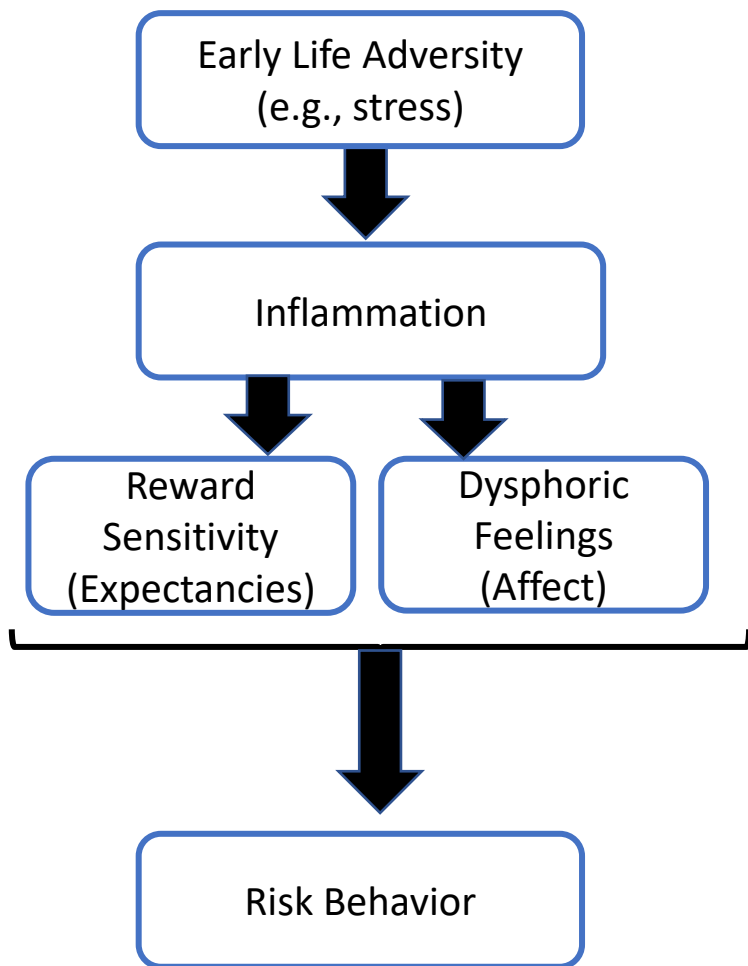 Early Life Adversity
(e.g., stress)
Inflammation
Reward
Sensitivity
(Expectancies)
Dysphoric
Feelings
(Affect)
Risk Behavior